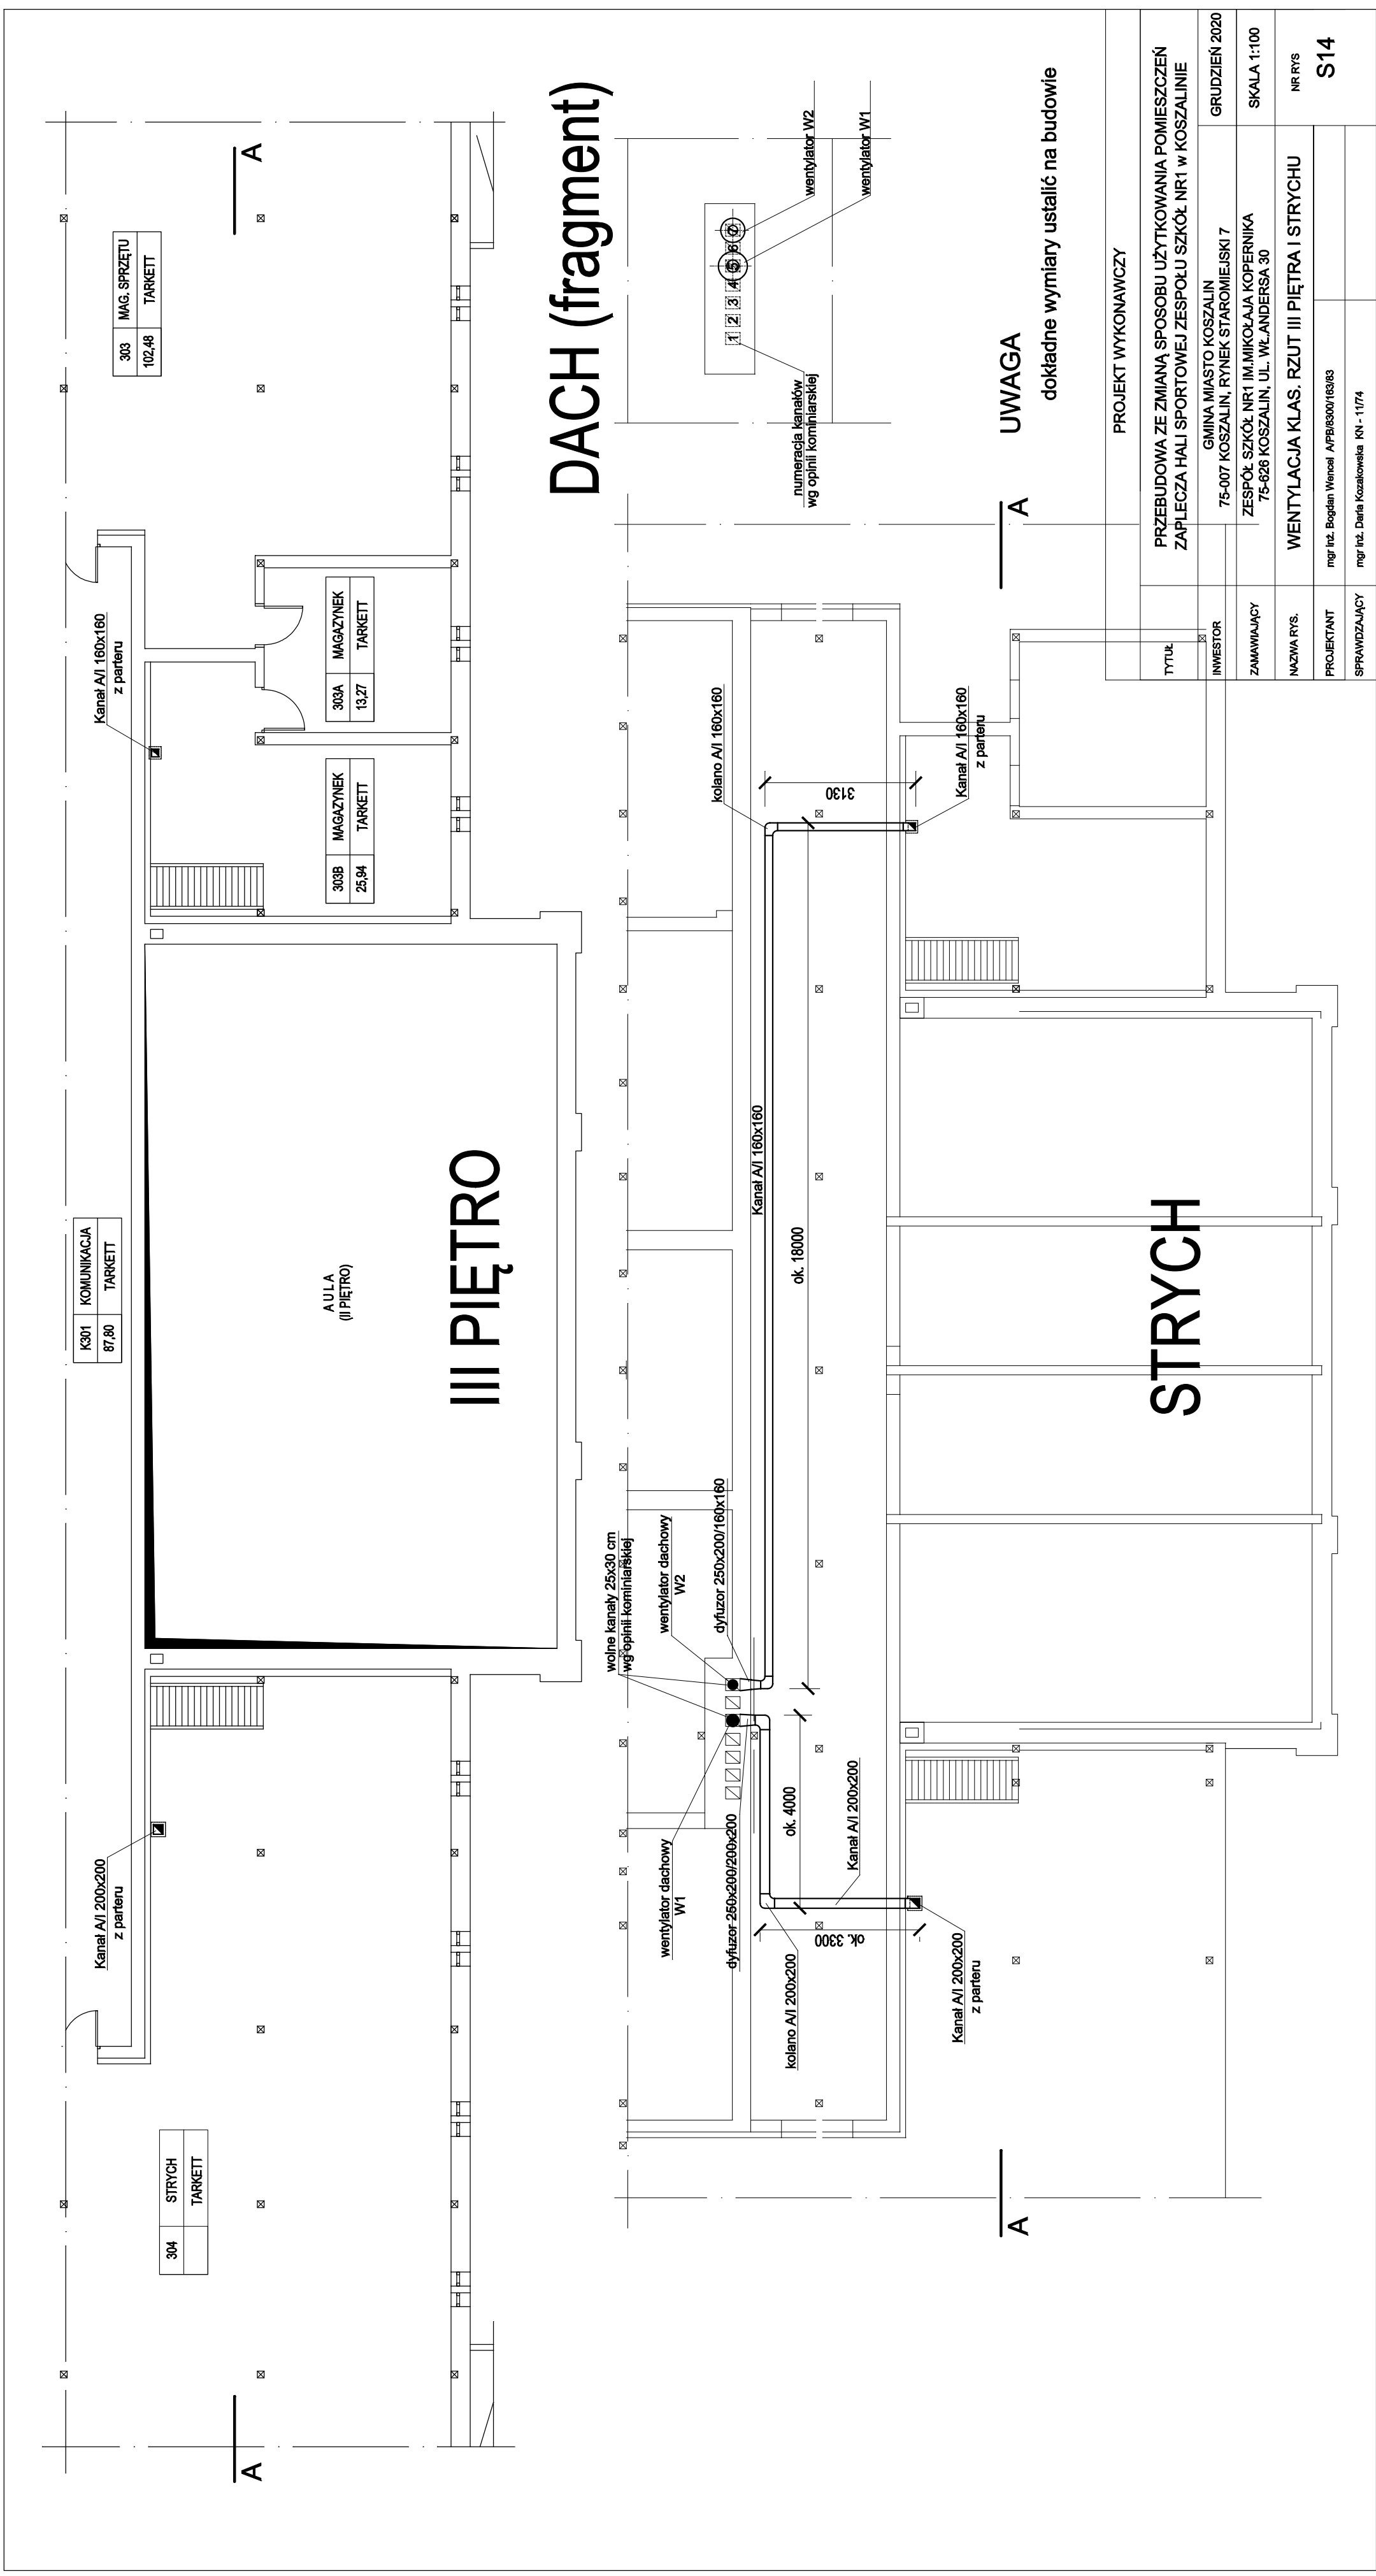 304 STRYCH
TARKETT
Kanał A/I 200x200
z parteru
K301 KOMUNIKACJA
87,80 TARKETT
A U L A
(II PIĘTRO)
III PIĘTRO
303B MAGAZYNEK
25,94 TARKETT
303A MAGAZYNEK
13,27 TARKETT
Kanał A/I 160x160
z parteru
303 MAG. SPRZĘTU
102,48 TARKETT
A
A
DACH (fragment)
numeracja kanałów
wg opinii kominiarskiej
1 2 3 4 5 6 7
wentylator W2
wentylator W1
wolne kanały 25x30 cm
wg opinii kominiarskiej
wentylator dachowy
W2
dyfuzor 250x200/160x160
wentylator dachowy
W1
dyfuzor 250x200/200x200
ok. 4000
Kanał A/I 200x200
ok. 3300
kolano A/I 200x200
Kanał A/I 200x200
z parteru
Kanał A/I 160x160
ok. 18000
kolano A/I 160x160
3130
Kanał A/I 160x160
z parteru
A
A
STRYCH
UWAGA
dokładne wymiary ustalić na budowie
PROJEKT WYKONAWCZY
TYTUŁ PRZEBUDOWA ZE ZMIANĄ SPOSOBU UŻYTKOWANIA POMIESZCZEŃ
ZAPLECZA HALI SPORTOWEJ ZESPOŁU SZKÓŁ NR1 w KOSZALINIE
INWESTOR GMINA MIASTO KOSZALIN
75-007 KOSZALIN, RYNEK STAROMIEJSKI 7
GRUDZIEŃ 2020
ZAMAWIAJĄCY ZESPÓŁ SZKÓŁ NR1 IM.MIKOŁAJA KOPERNIKA
75-626 KOSZALIN, UL. WŁ.ANDERSA 30
SKALA 1:100
NAZWA RYS. WENTYLACJA KLAS. RZUT III PIĘTRA I STRYCHU
NR RYS
S14
PROJEKTANT mgr inż. Bogdan Wencel A/PB/8300/163/83
SPRAWDZAJĄCY mgr inż. Daria Kozakowska KN - 11/74